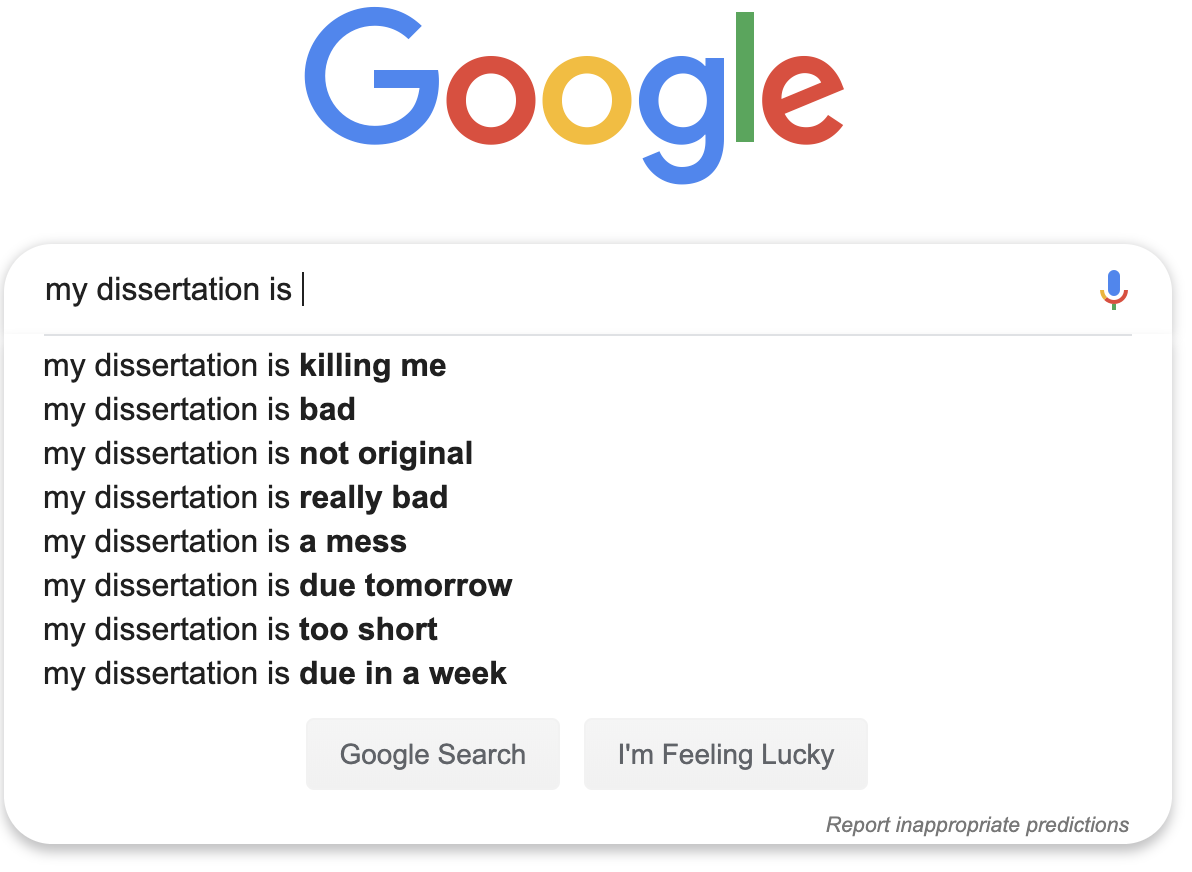 Google
my dissertation is
my dissertation is killing me
my dissertation is bad
my dissertation is not original
my dissertation is really bad
my dissertation is a mess
my dissertation is due tomorrow
my dissertation is too short
my dissertation is due in a week
Google Search I'm Feeling Lucky
Report inappropriate predictions